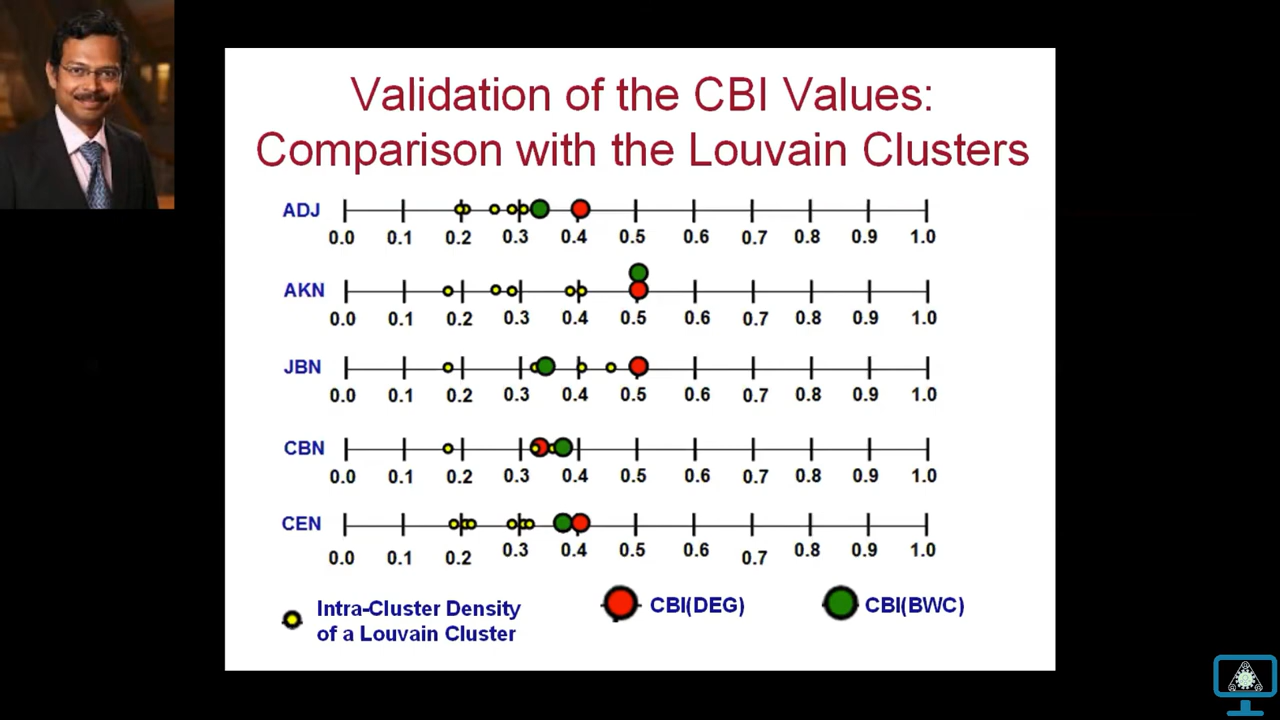 Validation of the CBI Values:
Comparison with the Louvain Clusters
ADJ
0.0 0.1 0.2 0.3 0.4 0.5 0.6 0.7 0.8 0.9 1.0
AKN
0.0 0.1 0.2 0.3 0.4 0.5 0.6 0.7 0.8 0.9 1.0
JBN
0.0 0.1 0.2 0.3 0.4 0.5 0.6 0.7 0.8 0.9 1.0
CBN
0.0 0.1 0.2 0.3 0.4 0.5 0.6 0.7 0.8 0.9 1.0
CEN
0.0 0.1 0.2 0.3 0.4 0.5 0.6 0.7 0.8 0.9 1.0
Intra-Cluster Density
of a Louvain Cluster
CBI(DEG)
CBI(BWC)